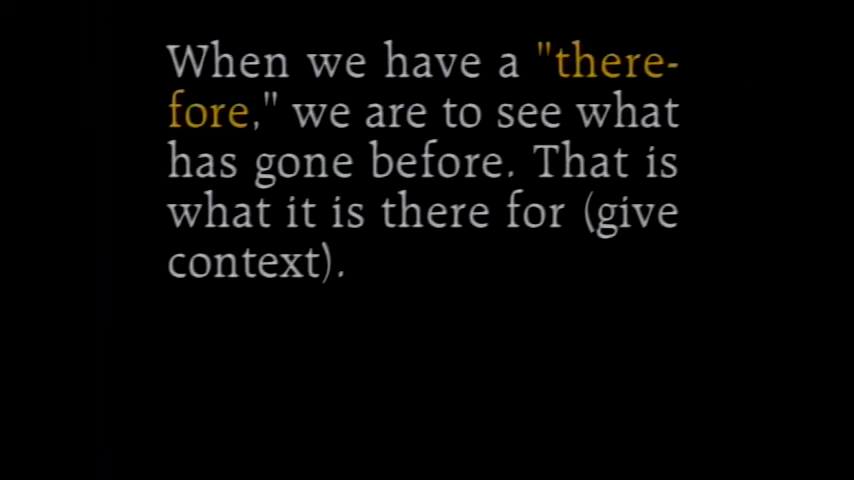 When we have a "there-
fore," we are to see what
has gone before. That is
what it is there for (give
context).